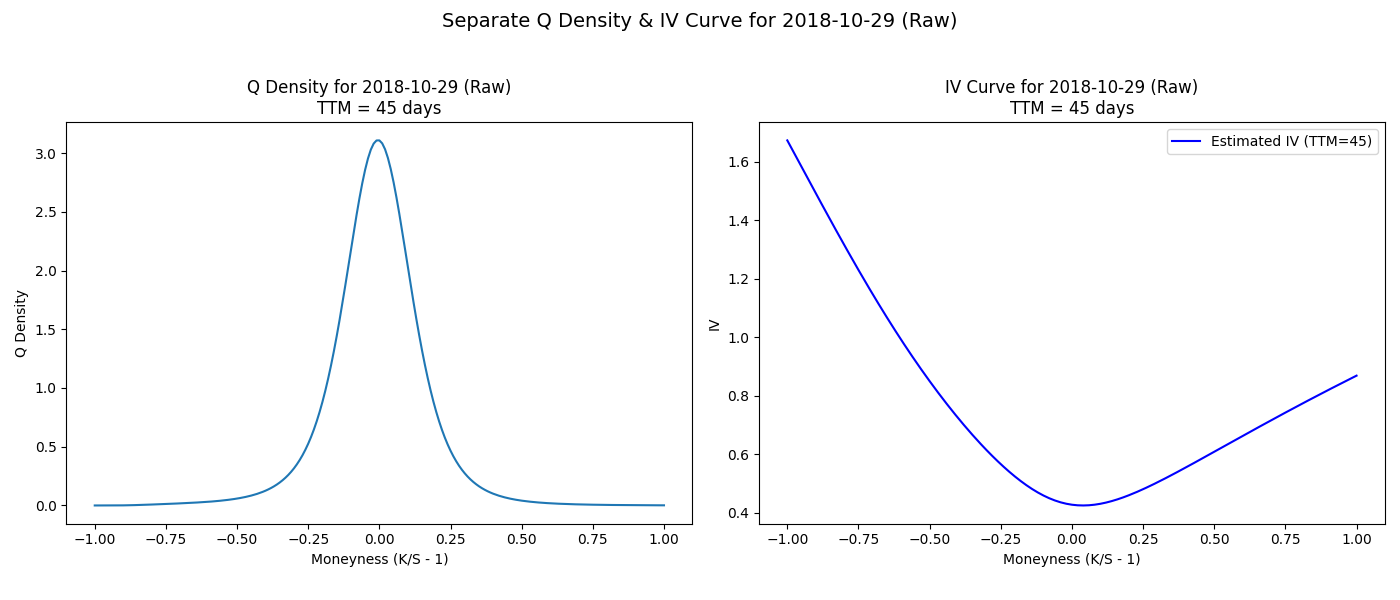 Separate Q Density & IV Curve for 2018-10-29 (Raw)
Q Density for 2018-10-29 (Raw)
TTM = 45 days
3.0
2.5
2.0
1.5
1.0
0.5
0.0
Q Density
−1.00 −0.75 −0.50 −0.25 0.00 0.25 0.50 0.75 1.00
Moneyness (K/S - 1)
IV Curve for 2018-10-29 (Raw)
TTM = 45 days
Estimated IV (TTM=45)
1.6
1.4
1.2
1.0
0.8
0.6
0.4
IV
−1.00 −0.75 −0.50 −0.25 0.00 0.25 0.50 0.75 1.00
Moneyness (K/S - 1)